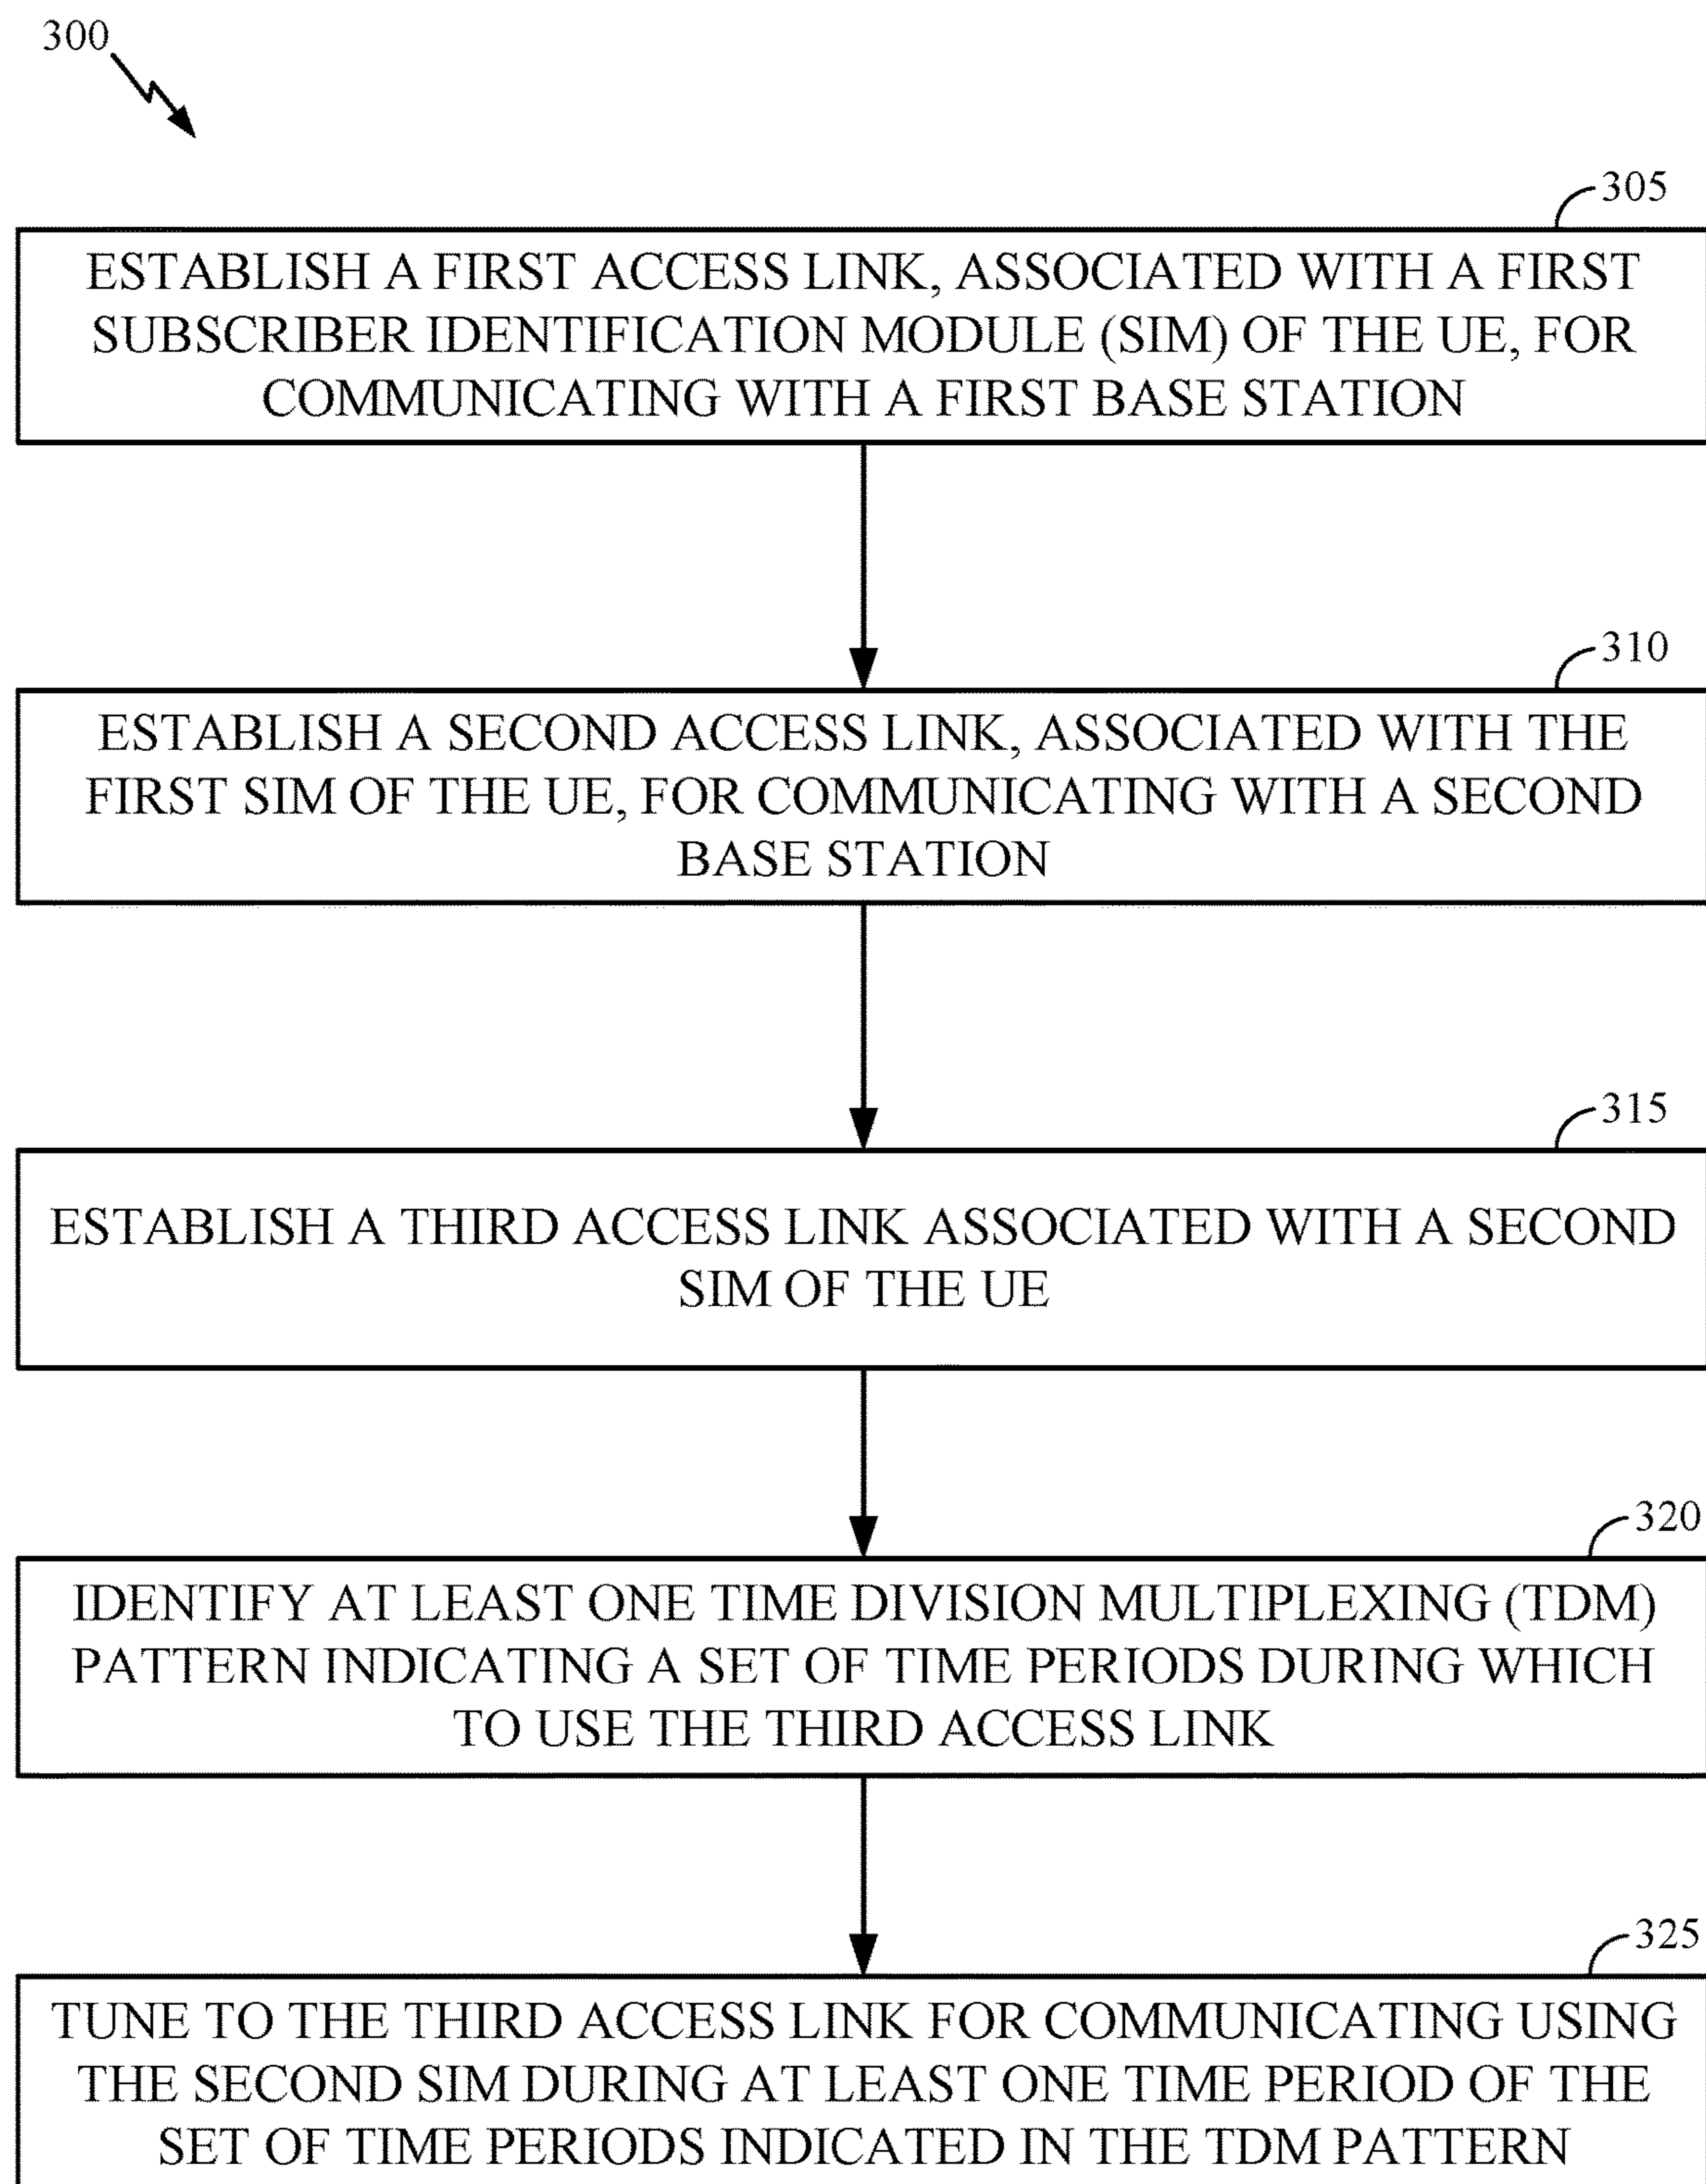 300
305
ESTABLISH A FIRST ACCESS LINK, ASSOCIATED WITH A FIRST
SUBSCRIBER IDENTIFICATION MODULE (SIM) OF THE UE, FOR
COMMUNICATING WITH A FIRST BASE STATION
310
ESTABLISH A SECOND ACCESS LINK, ASSOCIATED WITH THE
FIRST SIM OF THE UE, FOR COMMUNICATING WITH A SECOND
BASE STATION
315
ESTABLISH A THIRD ACCESS LINK ASSOCIATED WITH A SECOND
SIM OF THE UE
320
IDENTIFY AT LEAST ONE TIME DIVISION MULTIPLEXING (TDM)
PATTERN INDICATING A SET OF TIME PERIODS DURING WHICH
TO USE THE THIRD ACCESS LINK
325
TUNE TO THE THIRD ACCESS LINK FOR COMMUNICATING USING
THE SECOND SIM DURING AT LEAST ONE TIME PERIOD OF THE
SET OF TIME PERIODS INDICATED IN THE TDM PATTERN